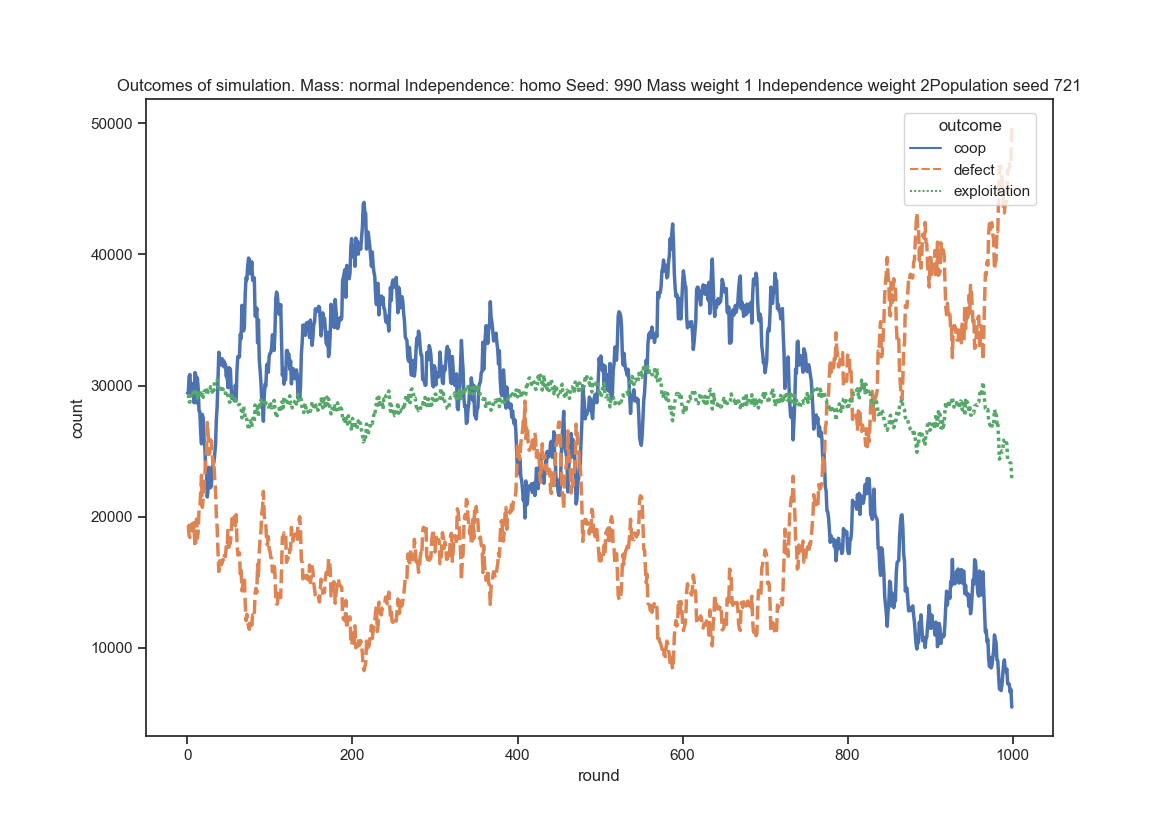 Outcomes of simulation. Mass: normal Independence: homo Seed: 990 Mass weight 1 Independence weight 2Population seed 721
50000
40000
30000
20000
10000
count
outcome
coop
defect
exploitation
0
200
400
600
800
1000
round